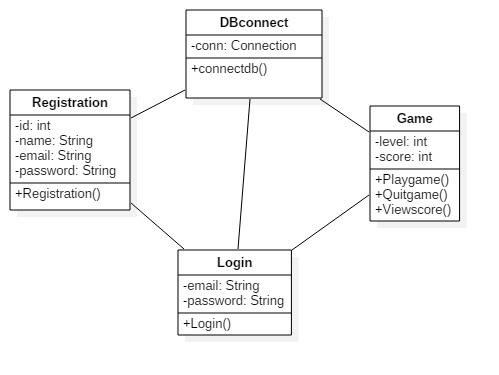 DBconnect
-conn: Connection
+connectdb()
Registration
-id: int
-name: String
-email: String
-password: String
+Registration()
Game
-level: int
-score: int
+Playgame()
+Quitgame()
+Viewscore()
Login
-email: String
-password: String
+Login()